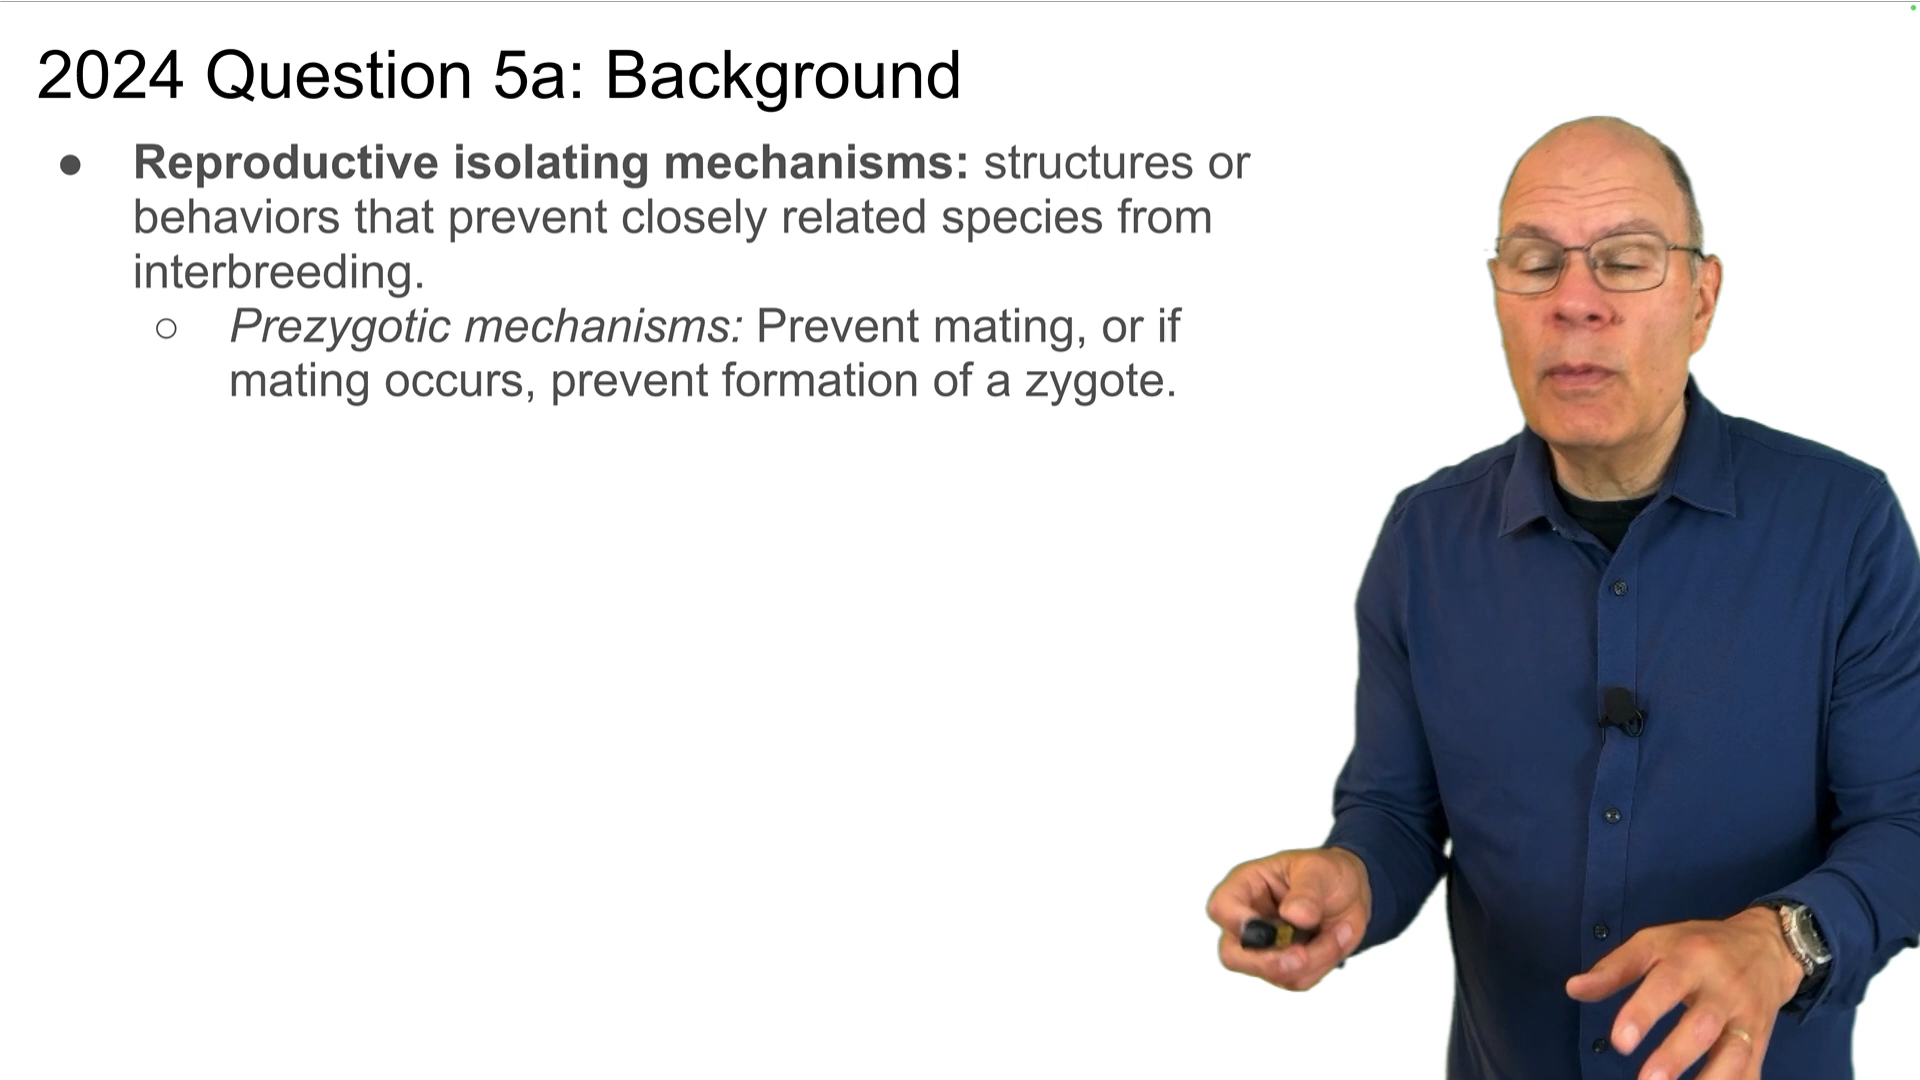 2024 Question 5a: Background
● Reproductive isolating mechanisms: structures or
behaviors that prevent closely related species from
interbreeding.
○ Prezygotic mechanisms: Prevent mating, or if
mating occurs, prevent formation of a zygote.